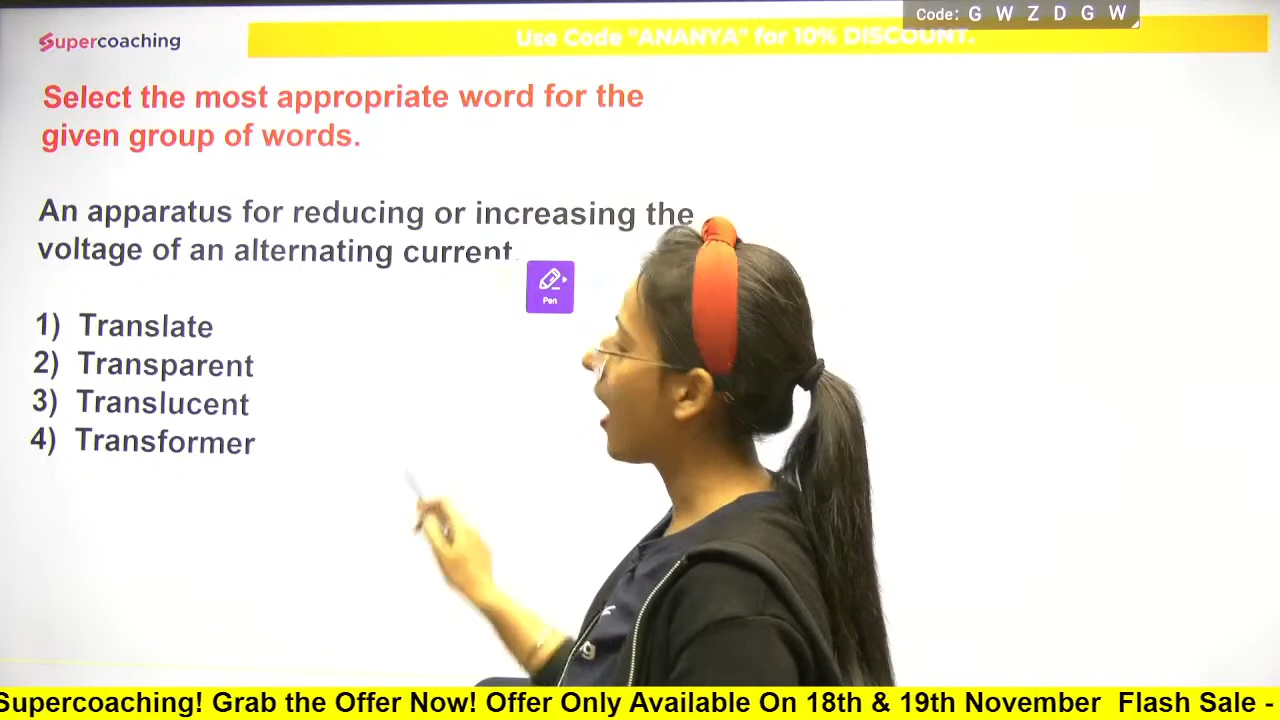 Supercoaching
Use Code "ANANYA" for 10% DISCOUNT.
Code: G W Z D G W
Select the most appropriate word for the
given group of words.
An apparatus for reducing or increasing the
voltage of an alternating current.
Pen
1) Translate
2) Transparent
3) Translucent
4) Transformer
Supercoaching! Grab the Offer Now! Offer Only Available On 18th & 19th November Flash Sale -